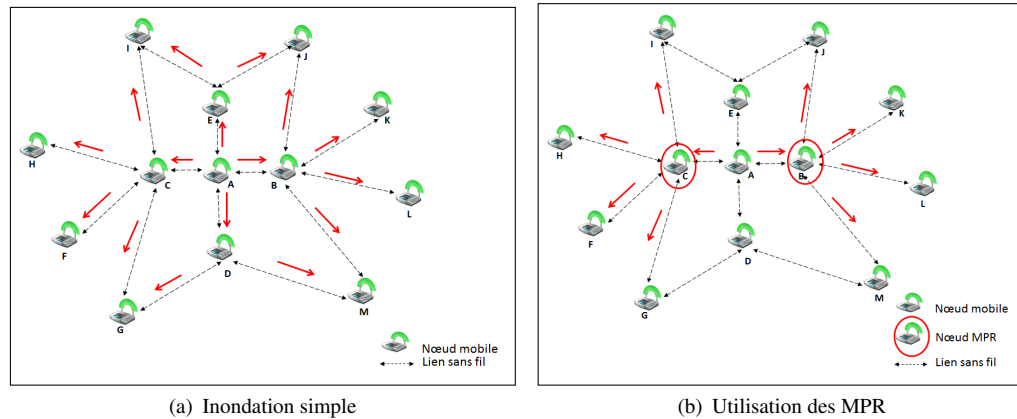 I
J
E
K
H
C
A
B
L
F
D
G
M
Nœud mobile
Lien sans fil
(a) Inondation simple
I
J
E
K
H
C
A
B
L
F
D
G
M
Nœud mobile
Nœud MPR
Lien sans fil
(b) Utilisation des MPR